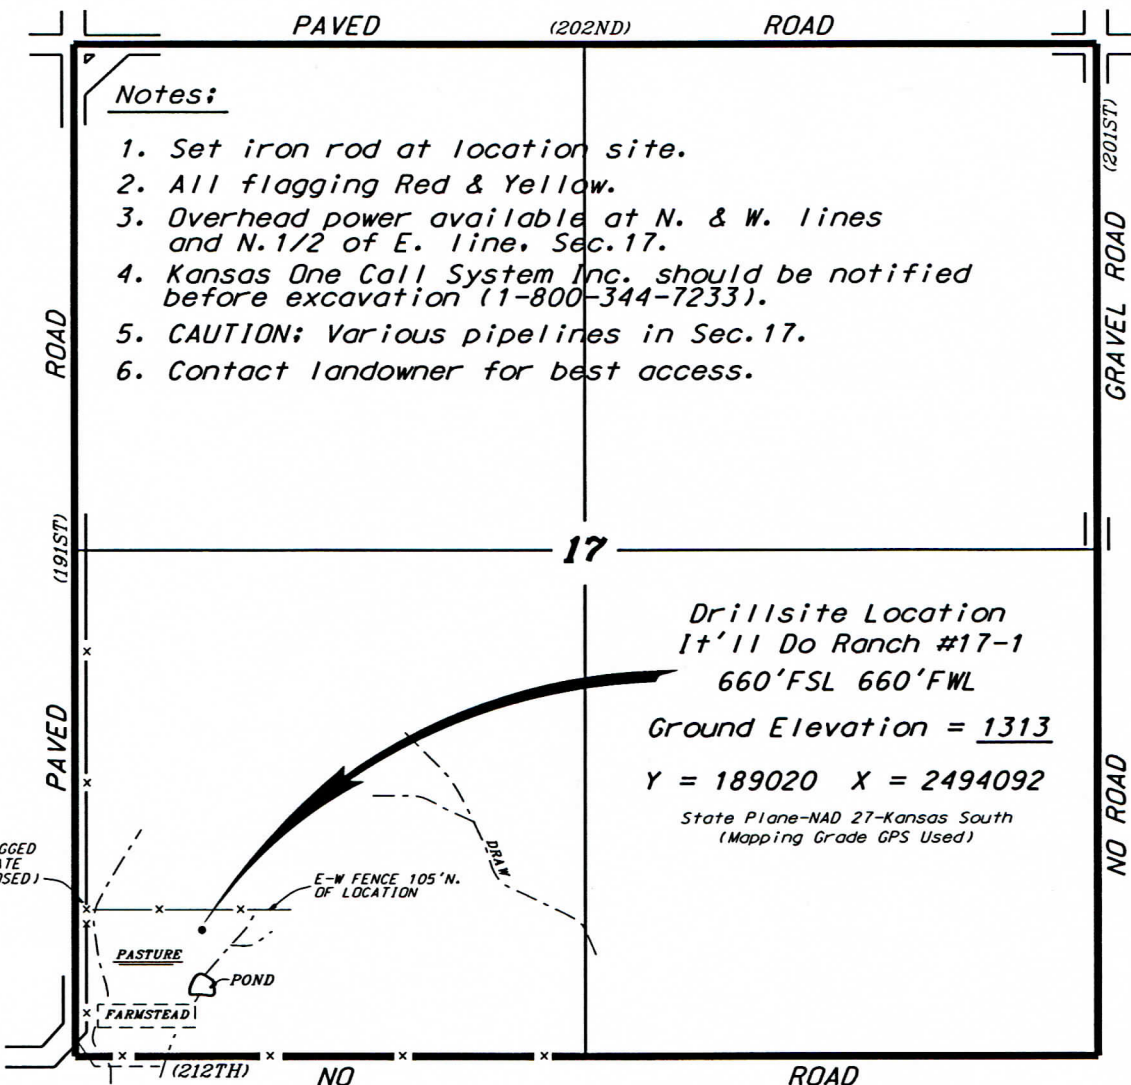 PAVED (202ND) ROAD
Notes:
1. Set iron rod at location site.
2. All flagging Red & Yellow.
3. Overhead power available at N. & W. lines
and N.1/2 of E. line, Sec.17.
4. Kansas One Call System Inc. should be notified
before excavation (1-800-344-7233).
5. CAUTION: Various pipelines in Sec.17.
6. Contact landowner for best access.
(201ST)
GRAVEL ROAD
ROAD
(191ST)
PAVED
17
Drillsite Location
It'll Do Ranch #17-1
660'FSL 660'FWL
Ground Elevation = 1313
Y = 189020 X = 2494092
State Plane-NAD 27-Kansas South
(Mapping Grade GPS Used)
NO ROAD
DRAW
E-W FENCE 105'N.
OF LOCATION
PASTURE
POND
FARMSTEAD
(212TH)
NO ROAD